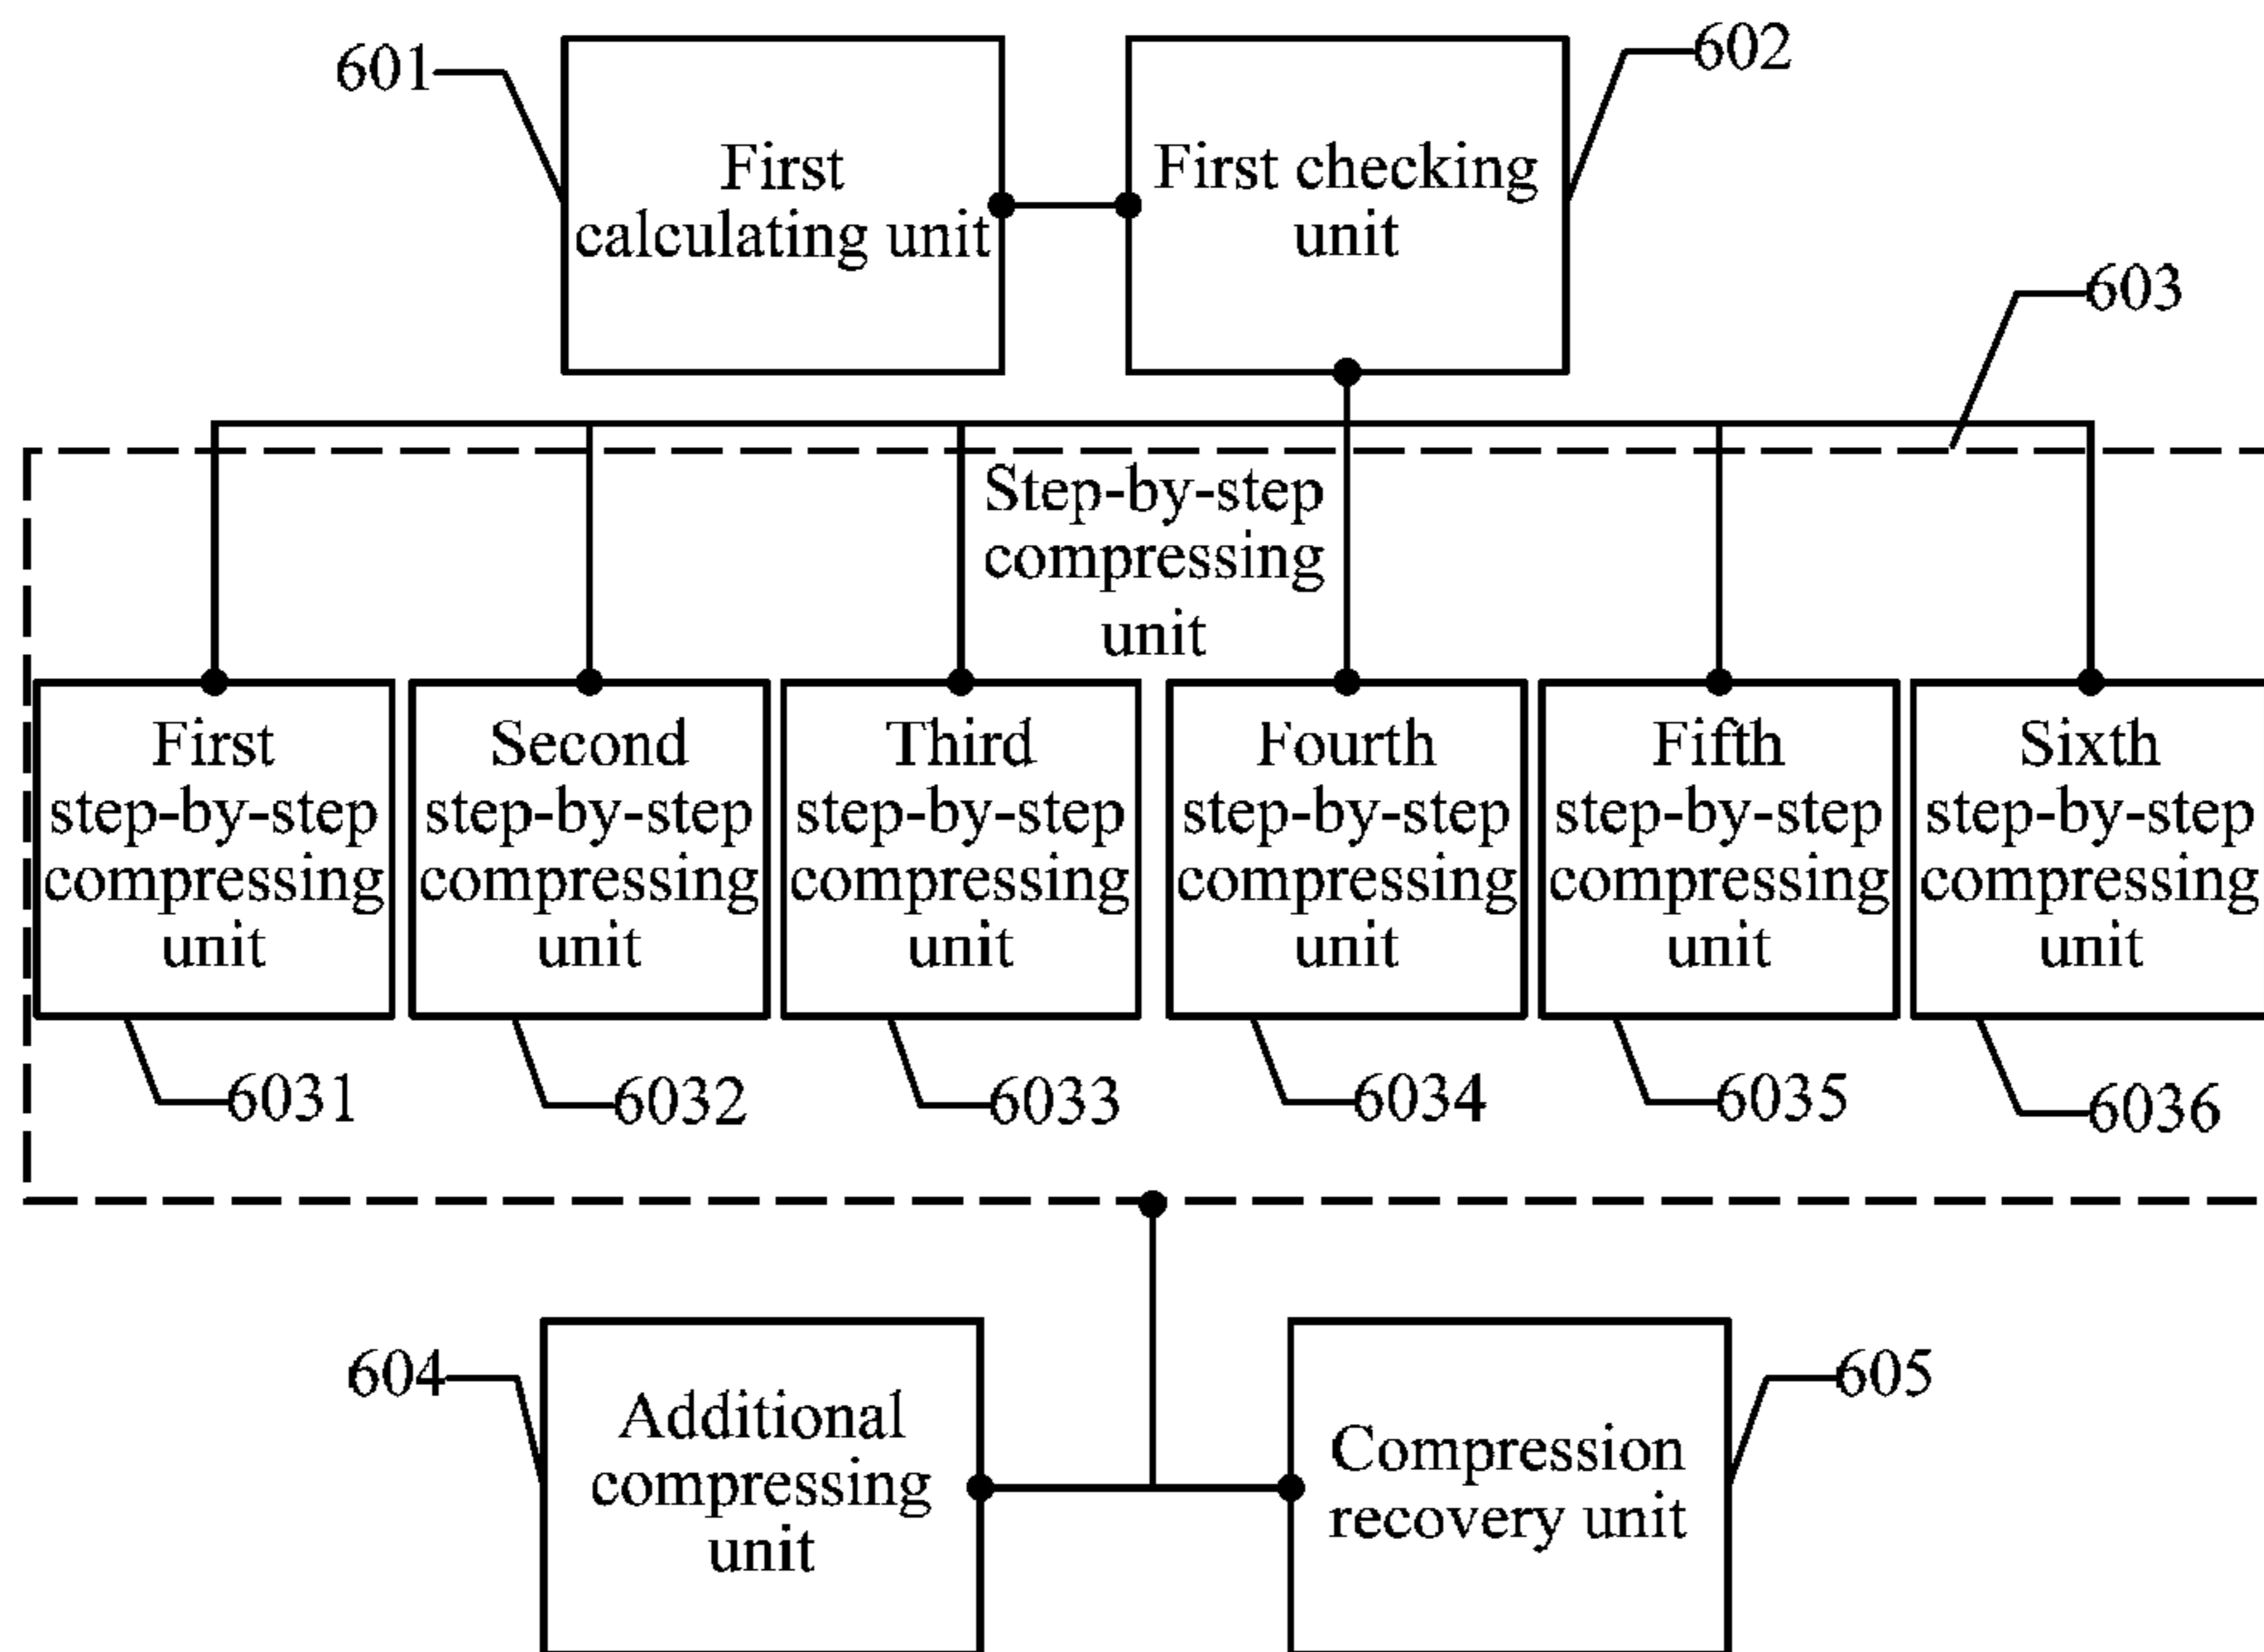 601
602
First
calculating unit
First checking
unit
603
Step-by-step
compressing
unit
First
step-by-step
compressing
unit
Second
step-by-step
compressing
unit
Third
step-by-step
compressing
unit
Fourth
step-by-step
compressing
unit
Fifth
step-by-step
compressing
unit
Sixth
step-by-step
compressing
unit
6031
6032
6033
6034
6035
6036
604
605
Additional
compressing
unit
Compression
recovery unit